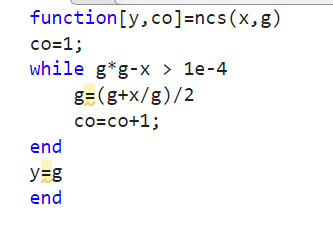 function[y,co]=ncs(x,g)
co=1;
while g*g-x > 1e-4
g=(g+x/g)/2
co=co+1;
end
y=g
end